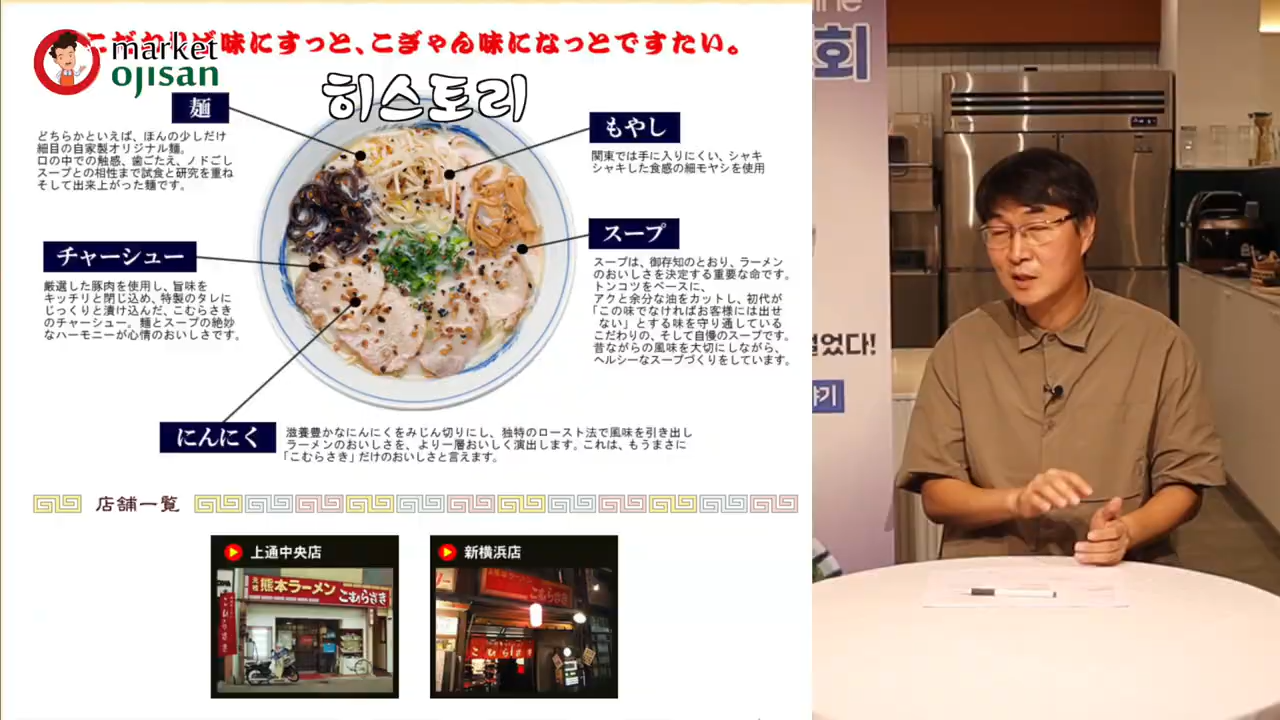 market
ojisan
味にすっと、こぎゃん味になっとですたい。
히스토리
麺
どちらかといえば、ほんの少しだけ
細目の自家製オリジナル麺。
口の中での触感、歯ごたえ、ノドごし
スープとの相性まで試食と研究を重ね
そして出来上がった麺です。
もやし
関東では手に入りにくい、シャキ
シャキした食感の細モヤシを使用
チャーシュー
厳選した豚肉を使用し、旨味を
キッチリと閉じ込め、特製のタレに
じっくりと漬け込んだ、こむらさき
のチャーシュー。麺とスープの絶妙
なハーモニーが心情のおいしさです。
スープ
スープは、御存知のとおり、ラーメン
のおいしさを決定する重要な命です。
トンコツをベースに、
アクと余分な油をカットし、初代が
「この味でなければお客様には出せ
ない」とする味を守り通している
こだわりの、そして自慢のスープです。
昔ながらの風味を大切にしながら、
ヘルシーなスープづくりをしています。
にんにく
滋養豊かなにんにくをみじん切りにし、独特のロースト法で風味を引き出し
ラーメンのおいしさを、より一層おいしく演出します。これは、もうまさに
「こむらさき」だけのおいしさと言えます。
店舗一覧
上通中央店
新横浜店
元祖 熊本ラーメン こむらさき
こむらさき
こむらさき
회
었다!
야기